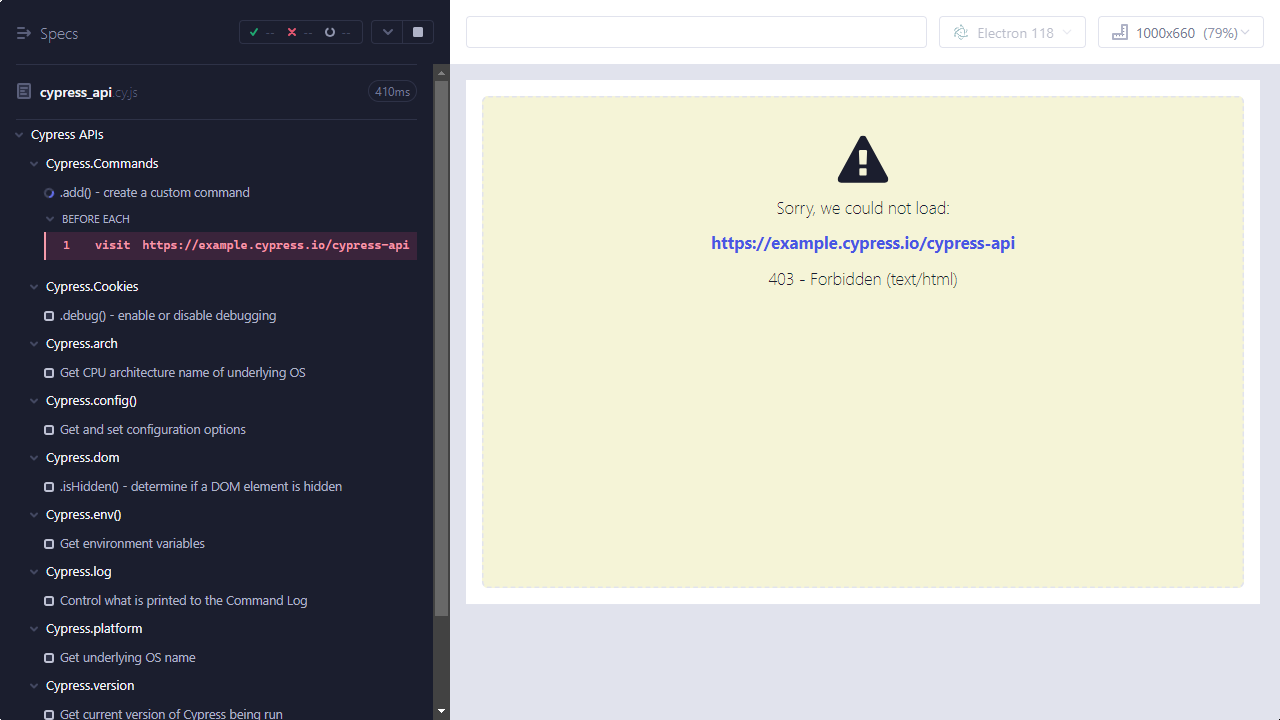 Specs
--
--
--
cypress_api.cy.js
410ms
Cypress APIs
Cypress.Commands
.add() - create a custom command
BEFORE EACH
1 visit https://example.cypress.io/cypress-api
Cypress.Cookies
.debug() - enable or disable debugging
Cypress.arch
Get CPU architecture name of underlying OS
Cypress.config()
Get and set configuration options
Cypress.dom
.isHidden() - determine if a DOM element is hidden
Cypress.env()
Get environment variables
Cypress.log
Control what is printed to the Command Log
Cypress.platform
Get underlying OS name
Cypress.version
Get current version of Cypress being run
Electron 118
1000x660 (79%)
Sorry, we could not load:
https://example.cypress.io/cypress-api
403 - Forbidden (text/html)